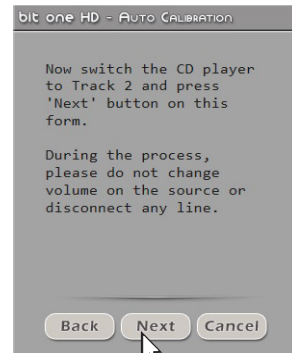 bit one HD - Auto Calibration
Now switch the CD player
to Track 2 and press
'Next' button on this
form.
During the process,
please do not change
volume on the source or
disconnect any line.
Back Next Cancel